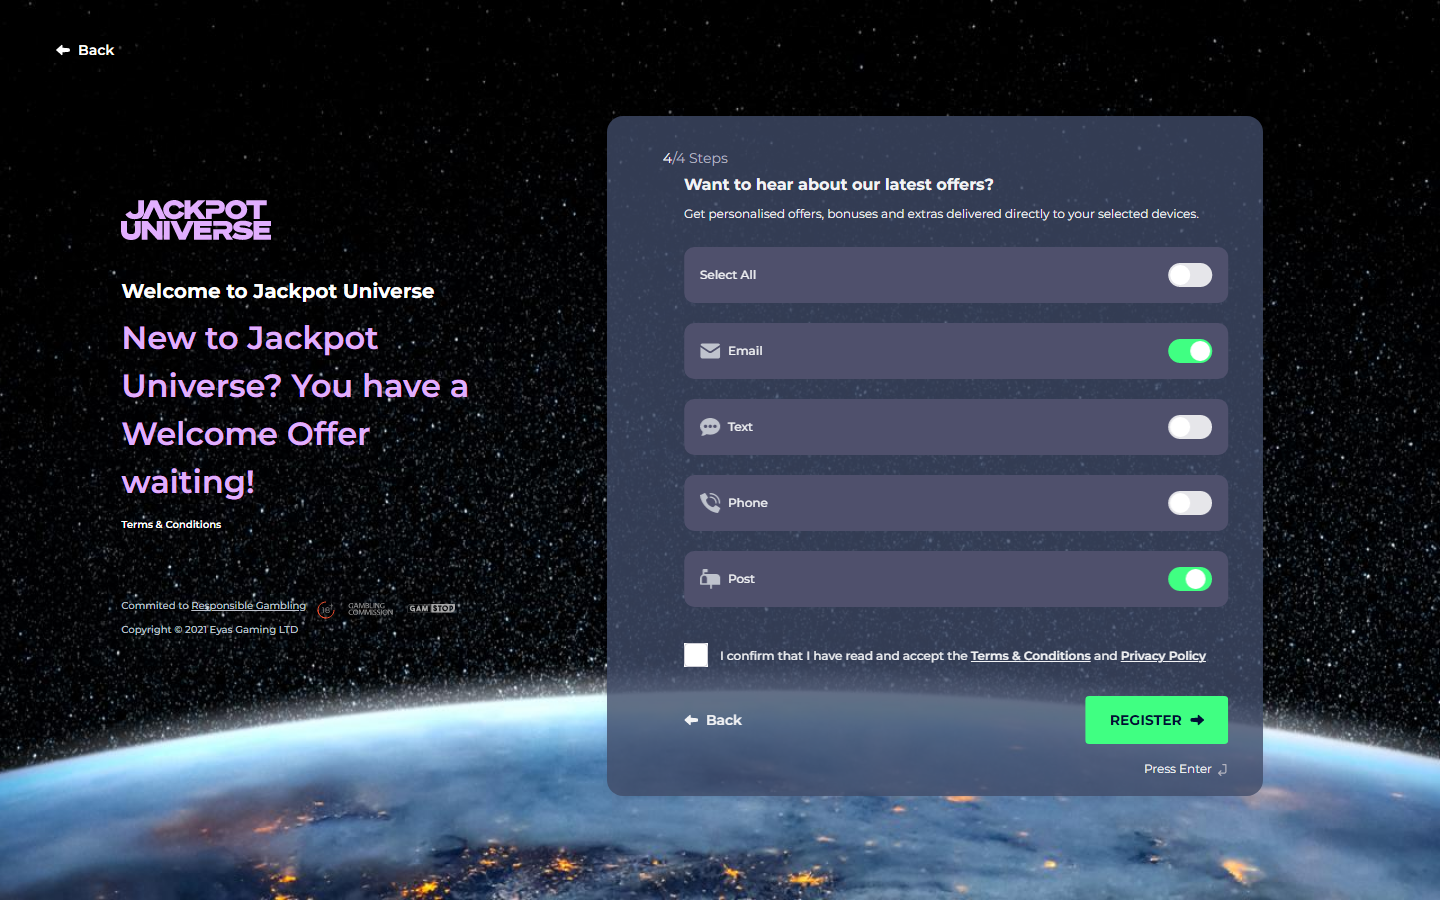 Back
JACKPOT
UNIVERSE
Welcome to Jackpot Universe
New to Jackpot
Universe? You have a
Welcome Offer
waiting!
Terms & Conditions
Commited to Responsible Gambling
18+
GAMBLING
COMMISSION
GAMSTOP
Copyright © 2021 Eyas Gaming LTD
4/4 Steps
Want to hear about our latest offers?
Get personalised offers, bonuses and extras delivered directly to your selected devices.
Select All
Email
Text
Phone
Post
I confirm that I have read and accept the Terms & Conditions and Privacy Policy
Back
REGISTER
Press Enter